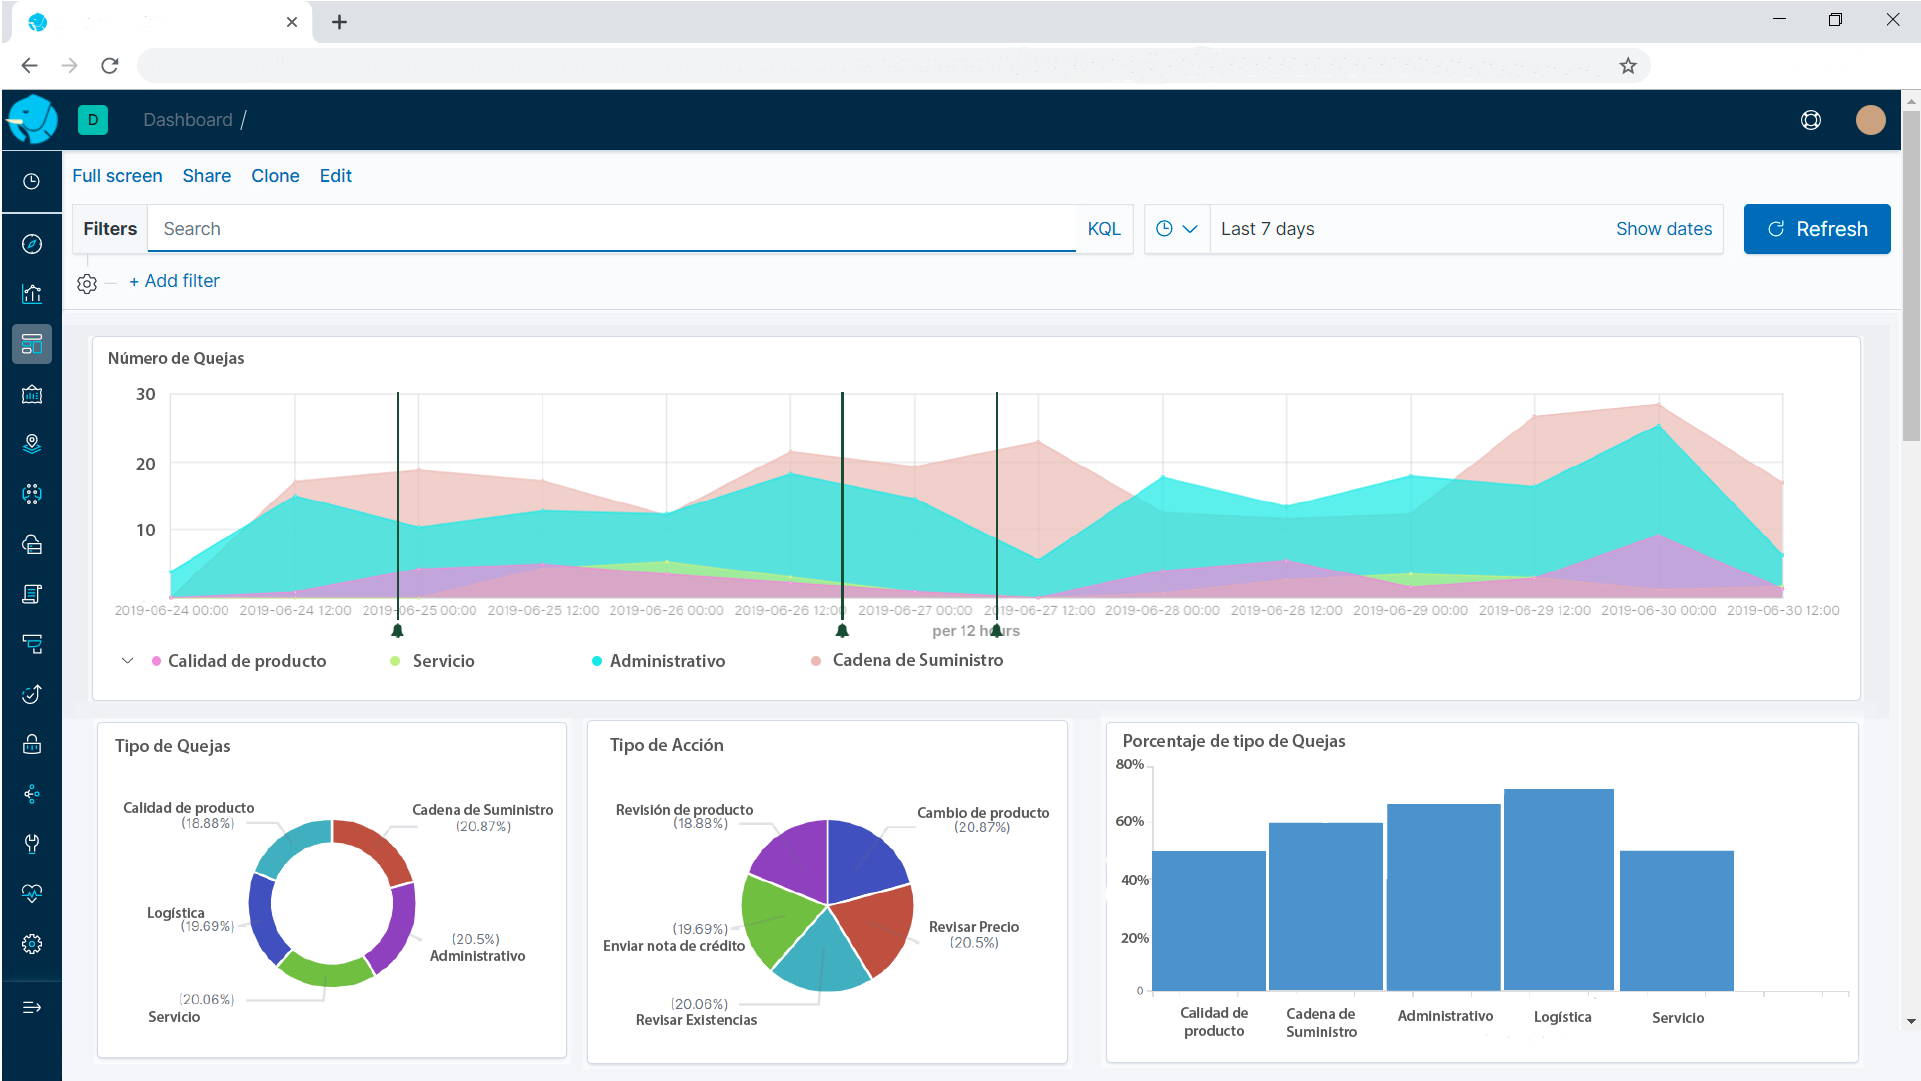 D Dashboard /
Full screen Share Clone Edit
Filters Search KQL Last 7 days Show dates Refresh
+ Add filter
Número de Quejas
30
20
10
2019-06-24 00:00 2019-06-24 12:00 2019-06-25 00:00 2019-06-25 12:00 2019-06-26 00:00 2019-06-26 12:00 2019-06-27 00:00 2019-06-27 12:00 2019-06-28 00:00 2019-06-28 12:00 2019-06-29 00:00 2019-06-29 12:00 2019-06-30 00:00 2019-06-30 12:00
per 12 hours
Calidad de producto Servicio Administrativo Cadena de Suministro
Tipo de Quejas
Calidad de producto
(18.88%)
Cadena de Suministro
(20.87%)
Logística
(19.69%)
(20.5%)
Administrativo
(20.06%)
Servicio
Tipo de Acción
Revisión de producto
(18.88%)
Cambio de producto
(20.87%)
(19.69%)
Enviar nota de crédito
Revisar Precio
(20.5%)
(20.06%)
Revisar Existencias
Porcentaje de tipo de Quejas
80%
60%
40%
20%
0
Calidad de
producto
Cadena de
Suministro
Administrativo
Logística
Servicio